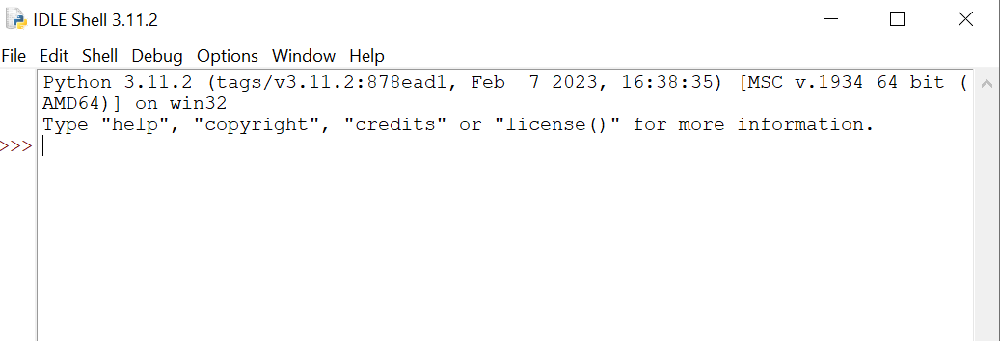 IDLE Shell 3.11.2
File Edit Shell Debug Options Window Help
Python 3.11.2 (tags/v3.11.2:878ead1, Feb  7 2023, 16:38:35) [MSC v.1934 64 bit (
AMD64)] on win32
Type "help", "copyright", "credits" or "license()" for more information.
>>>